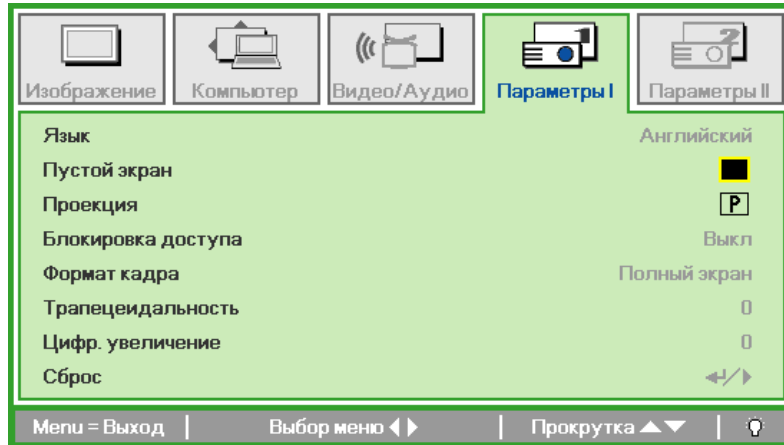 Изображение
Компьютер
Видео/Аудио
Параметры I
Параметры II
Язык Английский
Пустой экран
Проекция P
Блокировка доступа Выкл
Формат кадра Полный экран
Трапецеидальность 0
Цифр. увеличение 0
Сброс
Menu = Выход Выбор меню Прокрутка